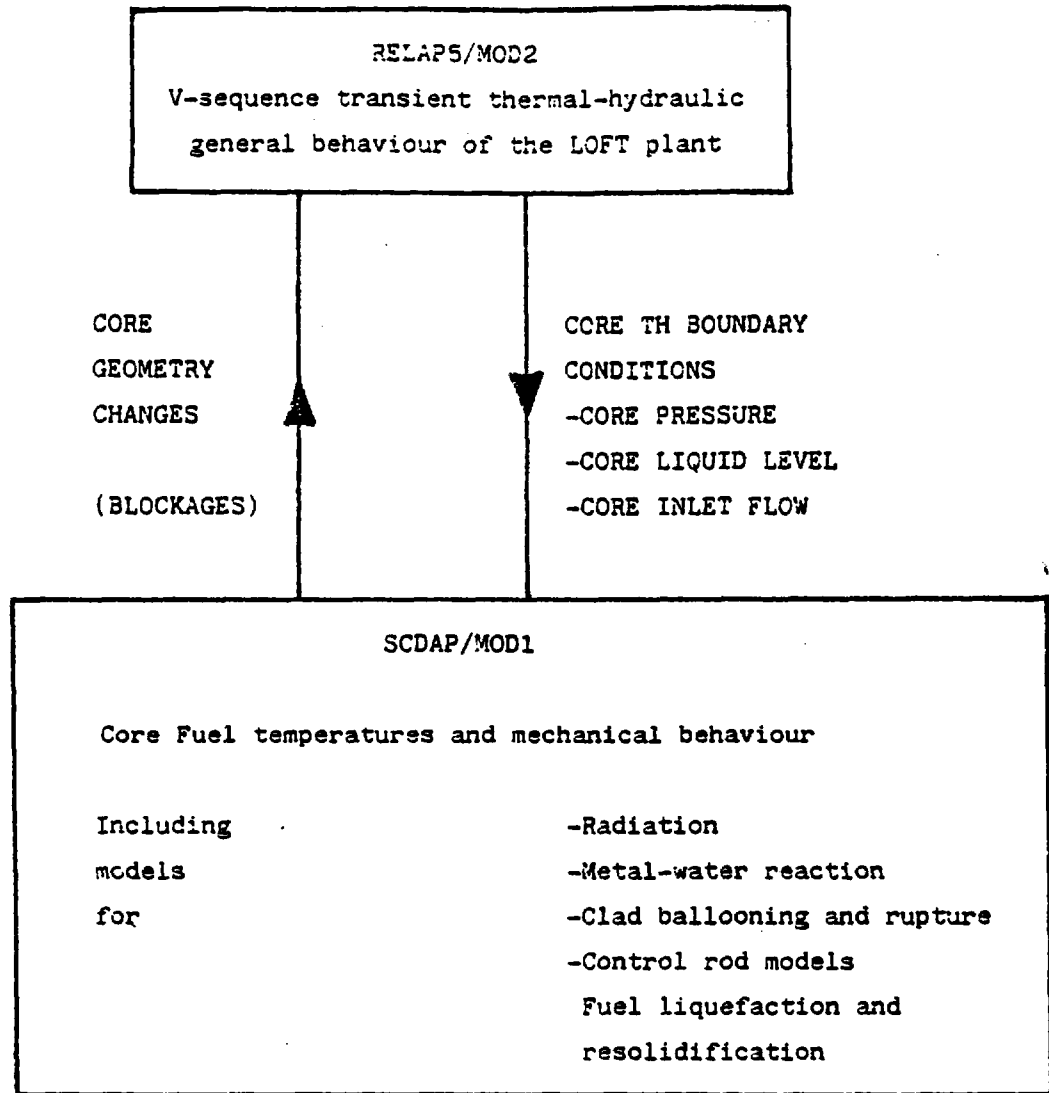 RELAP5/MOD2
V-sequence transient thermal-hydraulic
general behaviour of the LOFT plant
CORE
GEOMETRY
CHANGES
(BLOCKAGES)
CORE TH BOUNDARY
CONDITIONS
-CORE PRESSURE
-CORE LIQUID LEVEL
-CORE INLET FLOW
SCDAP/MOD1
Core Fuel temperatures and mechanical behaviour
Including
models
for
-Radiation
-Metal-water reaction
-Clad ballooning and rupture
-Control rod models
Fuel liquefaction and
resolidification